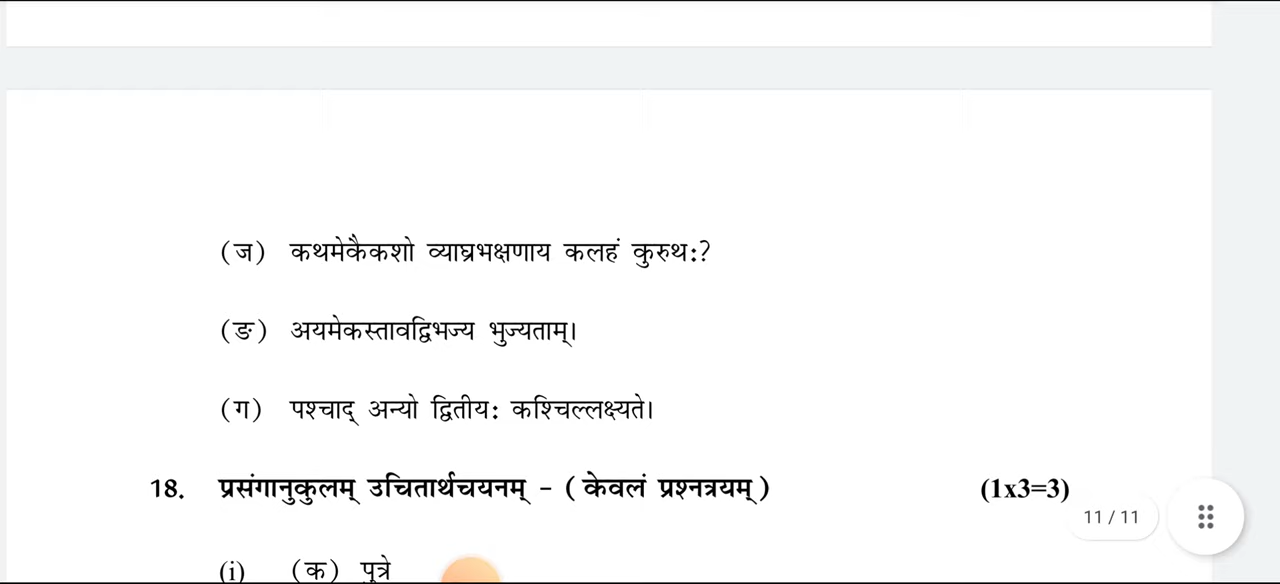 (ज) कथमेकैकशो व्याघ्रभक्षणाय कलहं कुरुथः?
(ङ) अयमेकस्तावद्विभज्य भुज्यताम्।
(ग) पश्चाद् अन्यो द्वितीयः कश्चिल्लक्ष्यते।
18. प्रसंगानुकुलम् उचितार्थचयनम् - ( केवलं प्रश्नत्रयम् ) (1x3=3)
11 / 11
(i) (क) पुत्रे